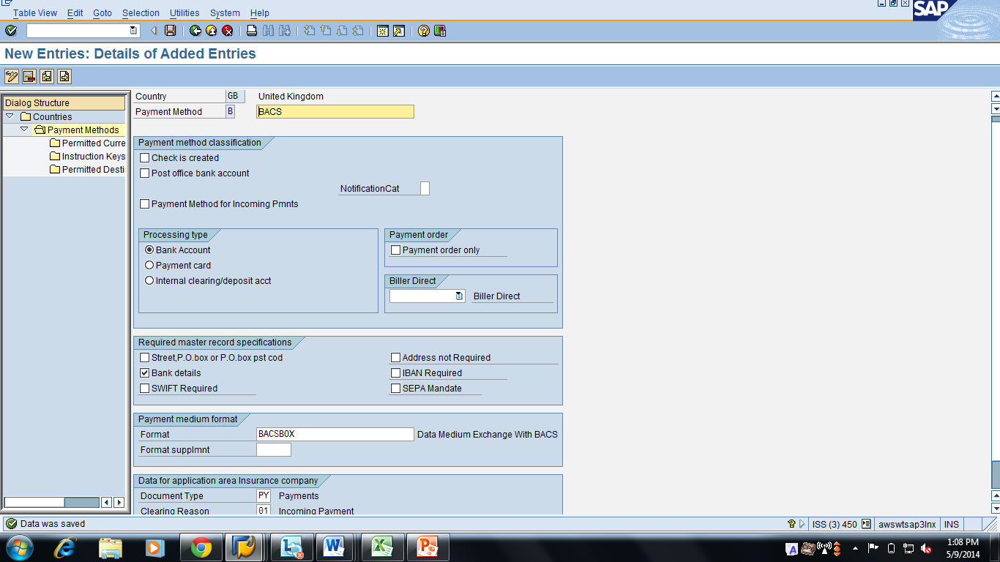 Table View Edit Goto Selection Utilities System Help
SAP
New Entries: Details of Added Entries
Dialog Structure
Countries
Payment Methods
Permitted Curre
Instruction Keys
Permitted Desti
Country GB United Kingdom
Payment Method B BACS
Payment method classification
Check is created
Post office bank account
NotificationCat
Payment Method for Incoming Pmnts
Processing type
Bank Account
Payment card
Internal clearing/deposit acct
Payment order
Payment order only
Biller Direct
Biller Direct
Required master record specifications
Street,P.O.box or P.O.box pst cod Address not Required
Bank details IBAN Required
SWIFT Required SEPA Mandate
Payment medium format
Format BACSBOX Data Medium Exchange With BACS
Format supplmnt
Data for application area Insurance company
Document Type PY Payments
Clearing Reason 01 Incoming Payment
Data was saved ISS (3) 450 awswtsap3lnx INS
1:08 PM
5/9/2014